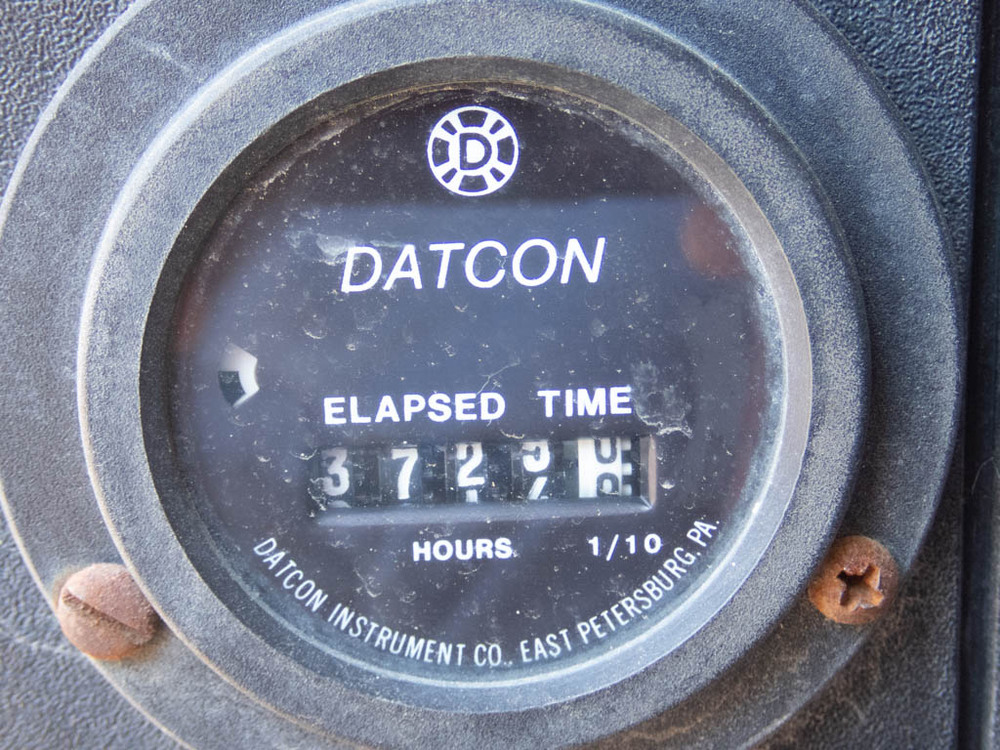 D
DATCON
ELAPSED TIME
372
HOURS 1/10
DATCON INSTRUMENT CO., EAST PETERSBURG, PA.